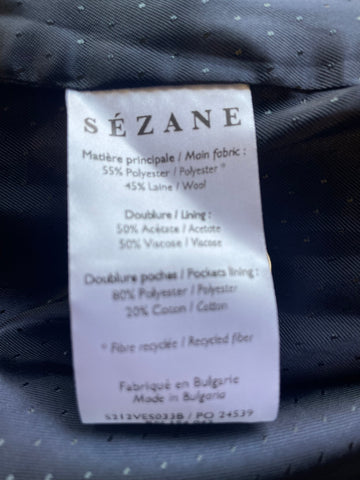 SÉZANE
Matière principale / Main fabric :
55% Polyester / Polyester *
45% Laine / Wool
Doublure / Lining :
50% Acétate / Acetate
50% Viscose / Viscose
Doublure poches / Pockets lining :
80% Polyester / Polyester
20% Coton / Cotton
* Fibre recyclée / Recycled fiber
Fabriqué en Bulgarie
Made in Bulgaria
S212VES033B / PO 24539